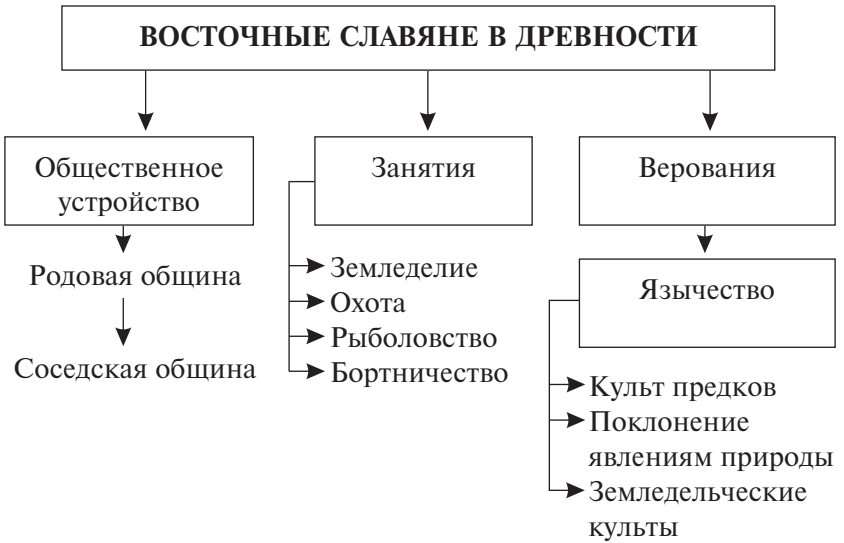 ВОСТОЧНЫЕ СЛАВЯНЕ В ДРЕВНОСТИ
Общественное
устройство
Родовая община
Соседская община
Занятия
Земледелие
Охота
Рыболовство
Бортничество
Верования
Язычество
Культ предков
Поклонение
явлениям природы
Земледельческие
культы